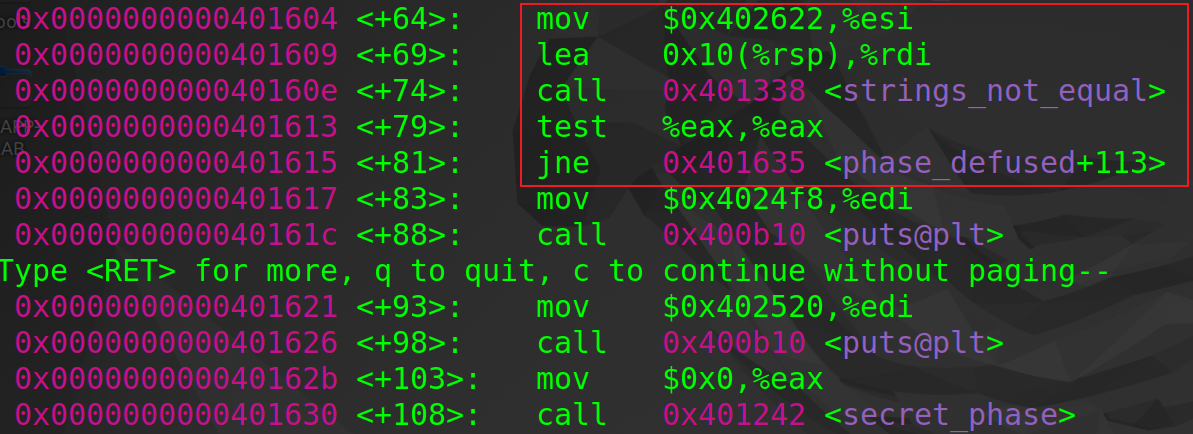 0x0000000000401604 <+64>: mov $0x402622,%esi
0x0000000000401609 <+69>: lea 0x10(%rsp),%rdi
0x000000000040160e <+74>: call 0x401338 <strings_not_equal>
0x0000000000401613 <+79>: test %eax,%eax
0x0000000000401615 <+81>: jne 0x401635 <phase_defused+113>
0x0000000000401617 <+83>: mov $0x4024f8,%edi
0x000000000040161c <+88>: call 0x400b10 <puts@plt>
Type <RET> for more, q to quit, c to continue without paging--
0x0000000000401621 <+93>: mov $0x402520,%edi
0x0000000000401626 <+98>: call 0x400b10 <puts@plt>
0x000000000040162b <+103>: mov $0x0,%eax
0x0000000000401630 <+108>: call 0x401242 <secret_phase>